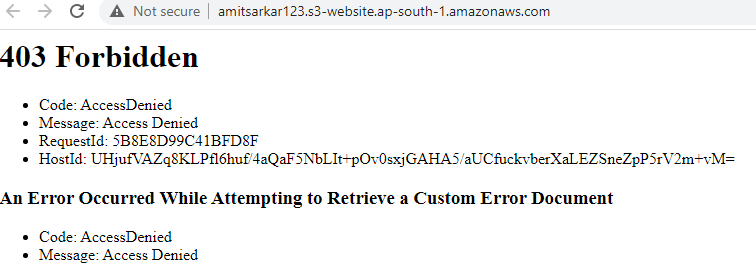 Not secure | amitsarkar123.s3-website.ap-south-1.amazonaws.com
403 Forbidden
• Code: AccessDenied
• Message: Access Denied
• RequestId: 5B8E8D99C41BFD8F
• HostId: UHjufVAZq8KLPfl6huf/4aQaF5NbLIt+pOv0sxjGAHA5/aUCfuckvberXaLEZSneZpP5rV2m+vM=
An Error Occurred While Attempting to Retrieve a Custom Error Document
• Code: AccessDenied
• Message: Access Denied